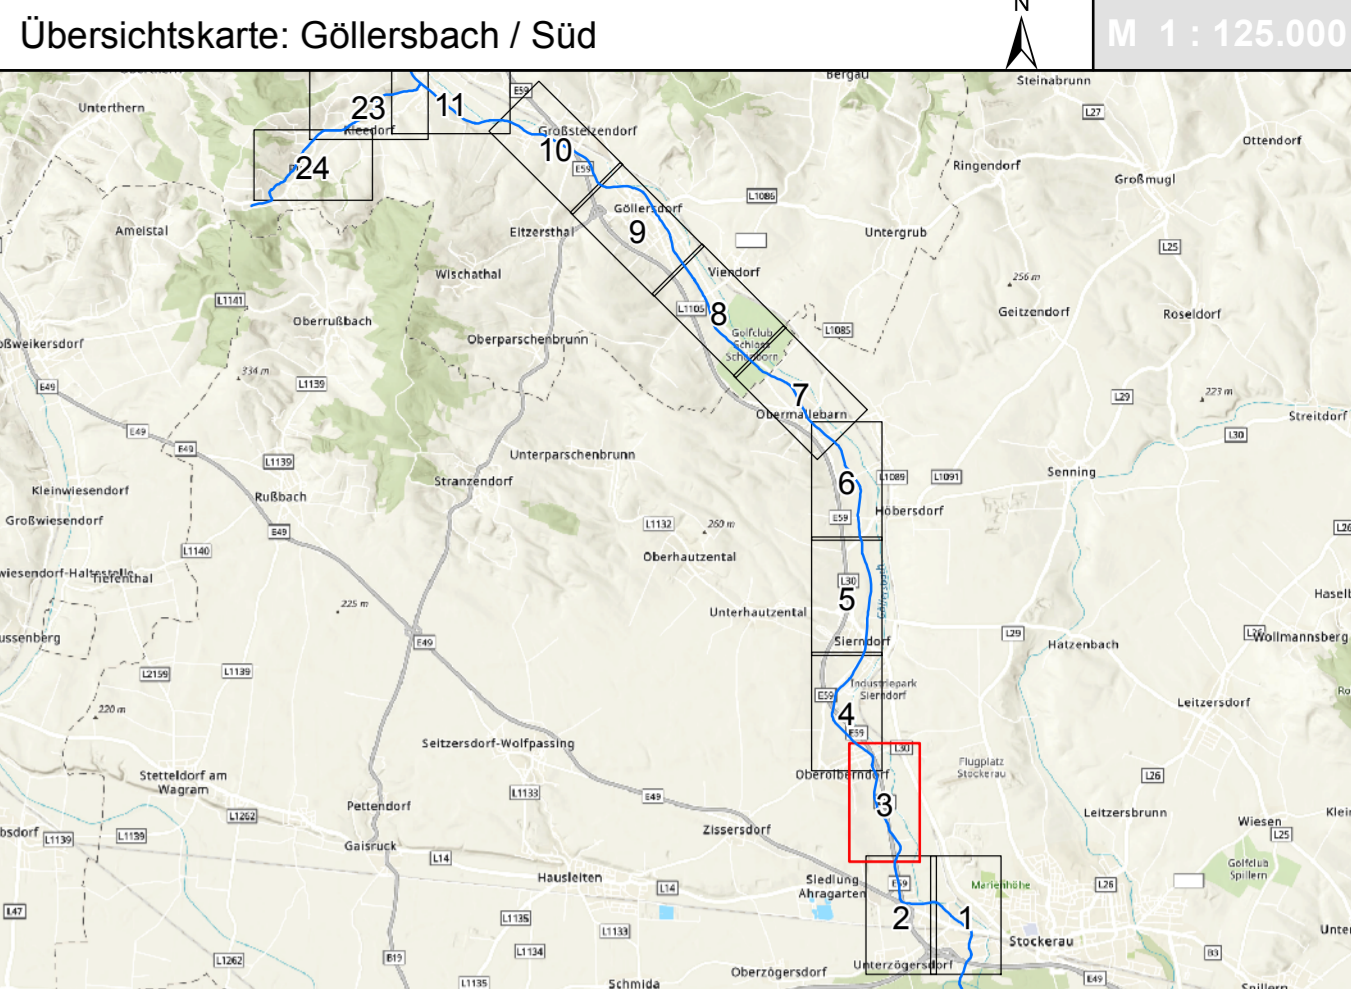 Übersichtskarte: Göllersbach / Süd
N
M 1 : 125.000
Bergau
Steinabrunn
E59
Unterthern
23
11
L27
Kleedorf
Großstelzendorf
10
Ottendorf
24
E59
Ringendorf
Großmugl
L1086
Göllersdorf
9
Ameistal
Eitzersthal
Untergrub
L25
Wischathal
Viendorf
256 m
L1141
L1105
8
Geitzendorf
Roseldorf
Oberrußbach
Golfclub
Schloss
Schönborn
L1085
Oberparschenbrunn
334 m
L1139
E49
7
L29
223 m
Obermallebarn
Streitdorf
E49
L30
E49
Unterparschenbrunn
L1139
Senning
Stranzendorf
6
L1089
L1091
Kleinwiesendorf
Rußbach
Höbersdorf
Großwiesendorf
L1132
260 m
E59
E49
L1140
Oberhautzental
Tiefenthal
L30
5
225 m
Unterhautzental
L29
E49
Sierndorf
Hatzenbach
Wollmannsberg
L2159
L1139
Industriepark
Sierndorf
E59
220 m
4
Leitzersdorf
E59
Seitzersdorf-Wolfpassing
L30
Flugplatz
Stockerau
Stetteldorf am
Wagram
Oberolberndorf
L26
L1133
E49
3
Pettendorf
Leitzersbrunn
L1262
Wiesen
Zissersdorf
L1139
L1139
L25
Gaisruck
L14
Golfclub
Spillern
Hausleiten
Siedlung
Ahragarten
E59
Marienhöhe
L26
L14
L47
L1135
2
1
L1133
Stockerau
L1134
B3
L1262
B19
Unterzögersdorf
Oberzögersdorf
E49
L1135
Schmida
Spillern